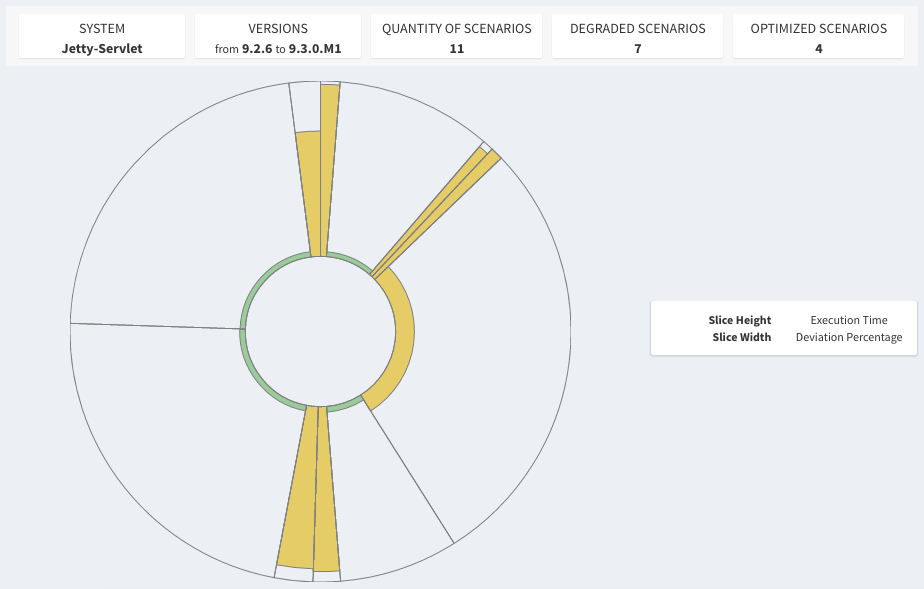 SYSTEM
Jetty-Servlet
VERSIONS
from 9.2.6 to 9.3.0.M1
QUANTITY OF SCENARIOS
11
DEGRADED SCENARIOS
7
OPTIMIZED SCENARIOS
4
Slice Height Execution Time
Slice Width Deviation Percentage